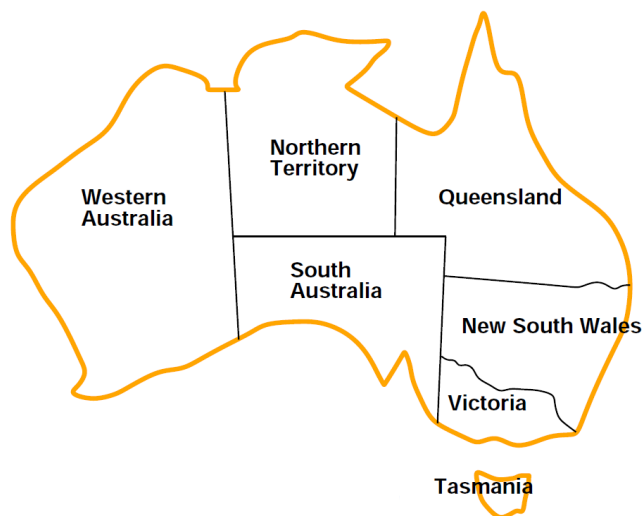 Northern
Territory
Western
Australia
Queensland
South
Australia
New South Wales
Victoria
Tasmania